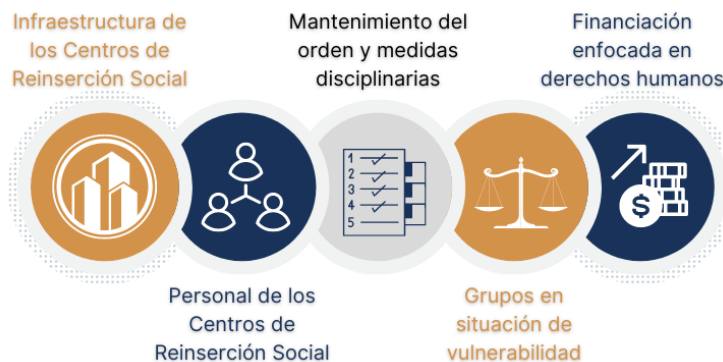 Infraestructura de
los Centros de
Reinserción Social
Mantenimiento del
orden y medidas
disciplinarias
Financiación
enfocada en
derechos humanos
1
2
3
4
5
$
Personal de los
Centros de
Reinserción Social
Grupos en
situación de
vulnerabilidad